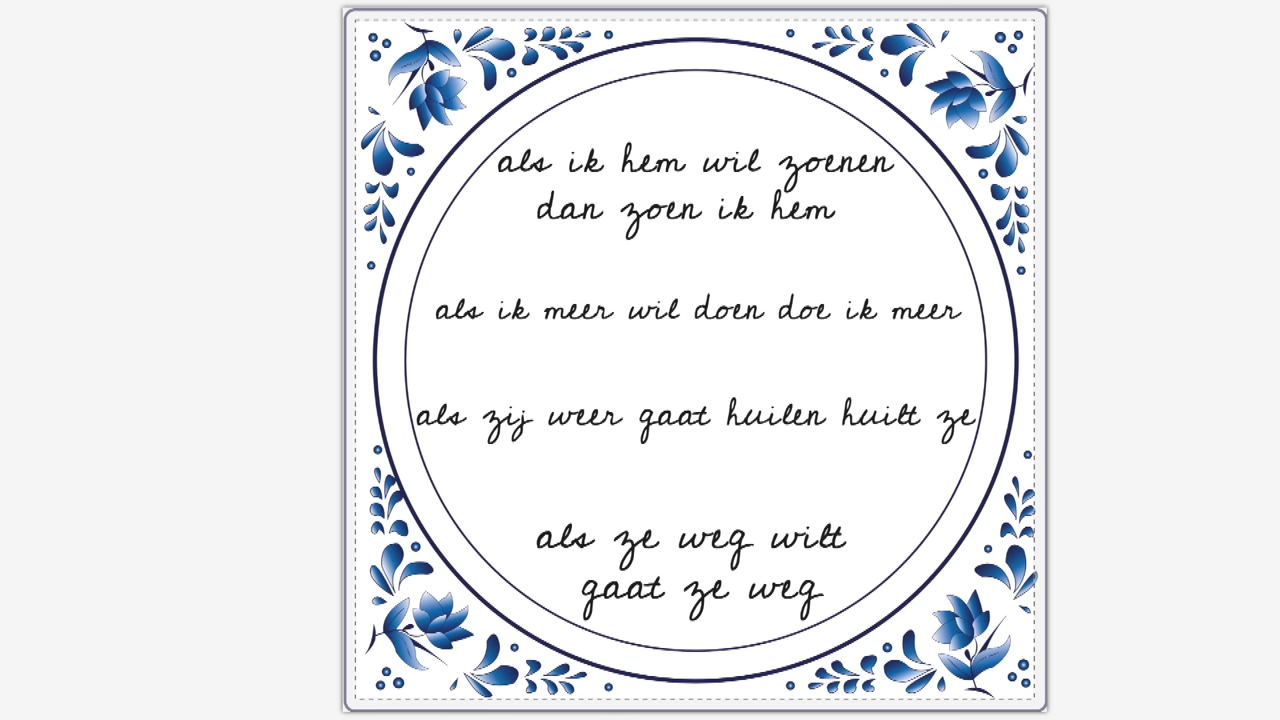 als ik hem wil zoenen
dan zoen ik hem
als ik meer wil doen doe ik meer
als zij weer gaat huilen huilt ze
als ze weg wilt
gaat ze weg